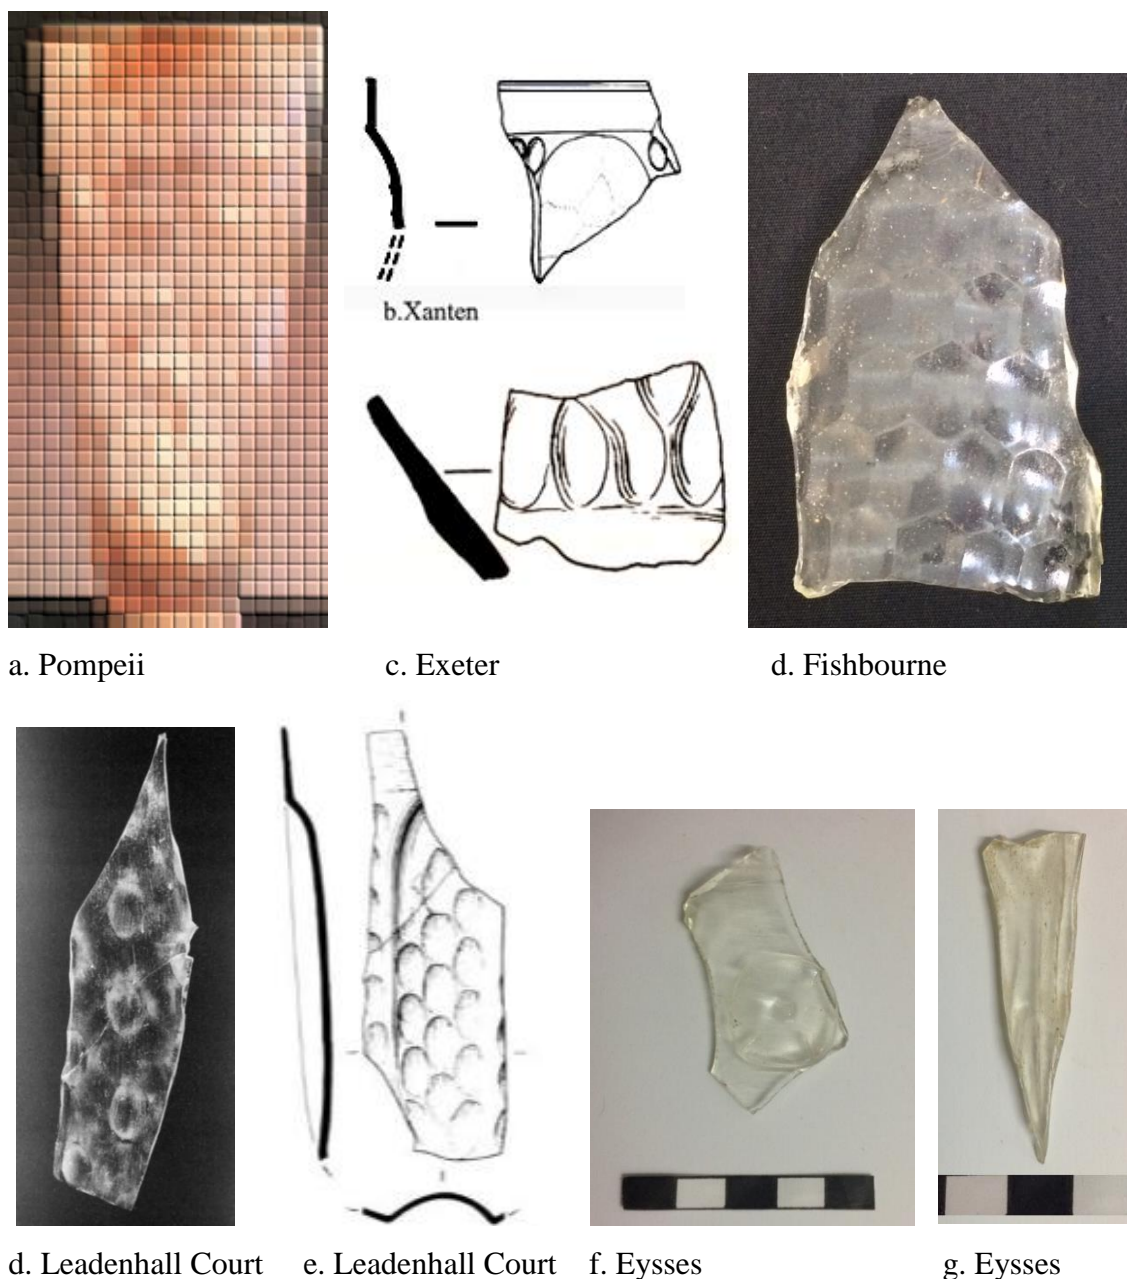 b.Xanten
a. Pompeii c. Exeter d. Fishbourne
d. Leadenhall Court e. Leadenhall Court f. Eysses g. Eysses